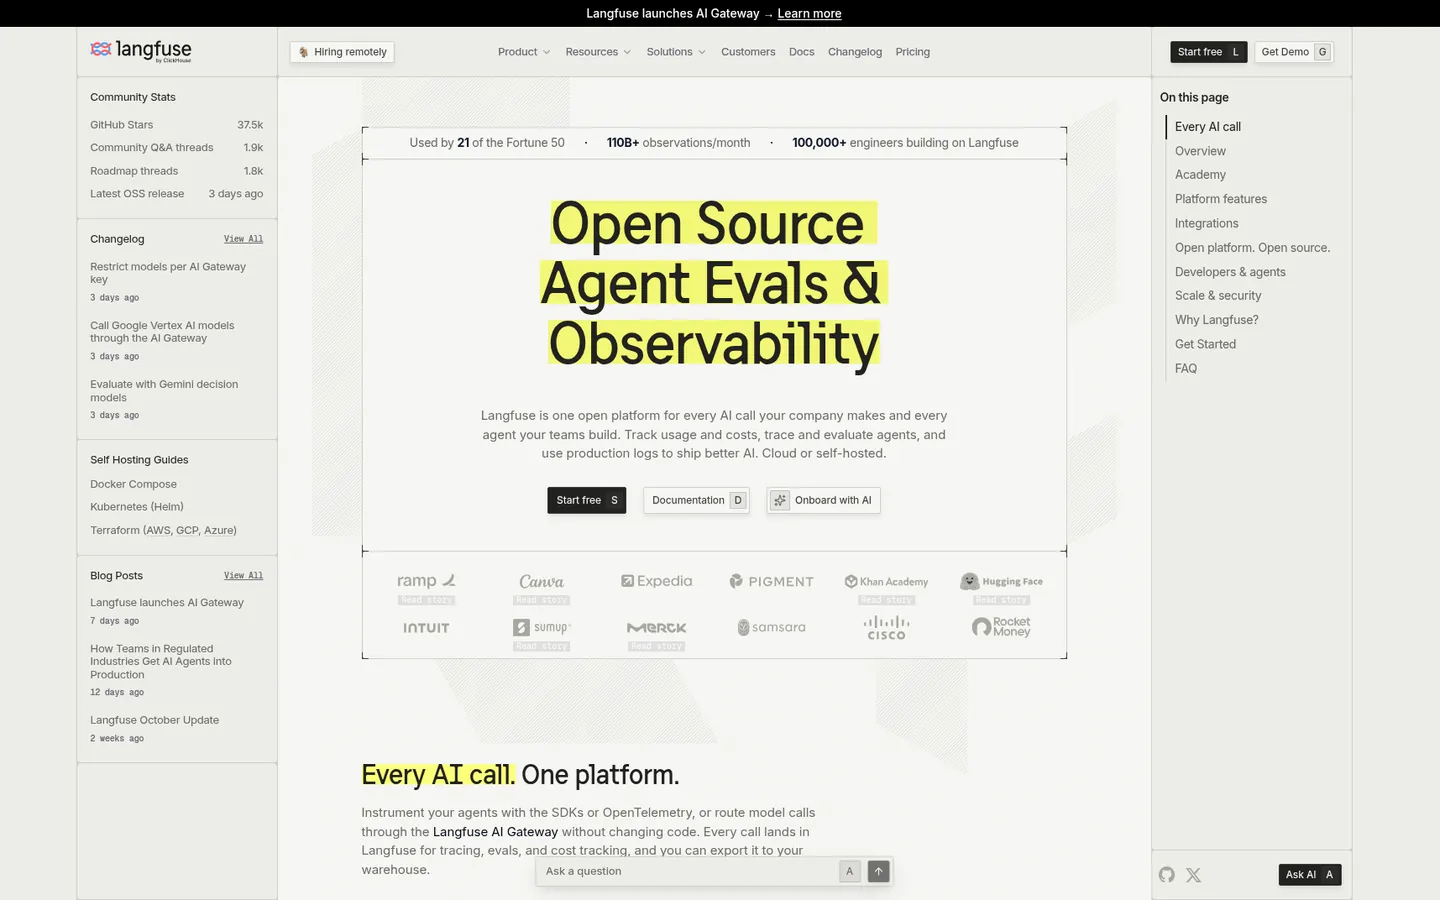 Langfuse launches AI Gateway → Learn more
langfuse
by ClickHouse
Hiring remotely
Product
Resources
Solutions
Customers
Docs
Changelog
Pricing
Start free L
Get Demo G
Community Stats
GitHub Stars 37.5k
Community Q&A threads 1.9k
Roadmap threads 1.8k
Latest OSS release 3 days ago
Changelog View All
Restrict models per AI Gateway
key
3 days ago
Call Google Vertex AI models
through the AI Gateway
3 days ago
Evaluate with Gemini decision
models
3 days ago
Self Hosting Guides
Docker Compose
Kubernetes (Helm)
Terraform (AWS, GCP, Azure)
Blog Posts View All
Langfuse launches AI Gateway
7 days ago
How Teams in Regulated
Industries Get AI Agents into
Production
12 days ago
Langfuse October Update
2 weeks ago
Used by 21 of the Fortune 50 · 110B+ observations/month · 100,000+ engineers building on Langfuse
Open Source
Agent Evals &
Observability
Langfuse is one open platform for every AI call your company makes and every
agent your teams build. Track usage and costs, trace and evaluate agents, and
use production logs to ship better AI. Cloud or self-hosted.
Start free S
Documentation D
Onboard with AI
ramp
Canva
Expedia
PIGMENT
Khan Academy
Hugging Face
Read story
Read story
Read story
Read story
INTUIT
sumup
MERCK
samsara
CISCO
Rocket
Money
Read story
Read story
Every AI call. One platform.
Instrument your agents with the SDKs or OpenTelemetry, or route model calls
through the Langfuse AI Gateway without changing code. Every call lands in
Langfuse for tracing, evals, and cost tracking, and you can export it to your
warehouse.
Ask a question A
On this page
Every AI call
Overview
Academy
Platform features
Integrations
Open platform. Open source.
Developers & agents
Scale & security
Why Langfuse?
Get Started
FAQ
Ask AI A